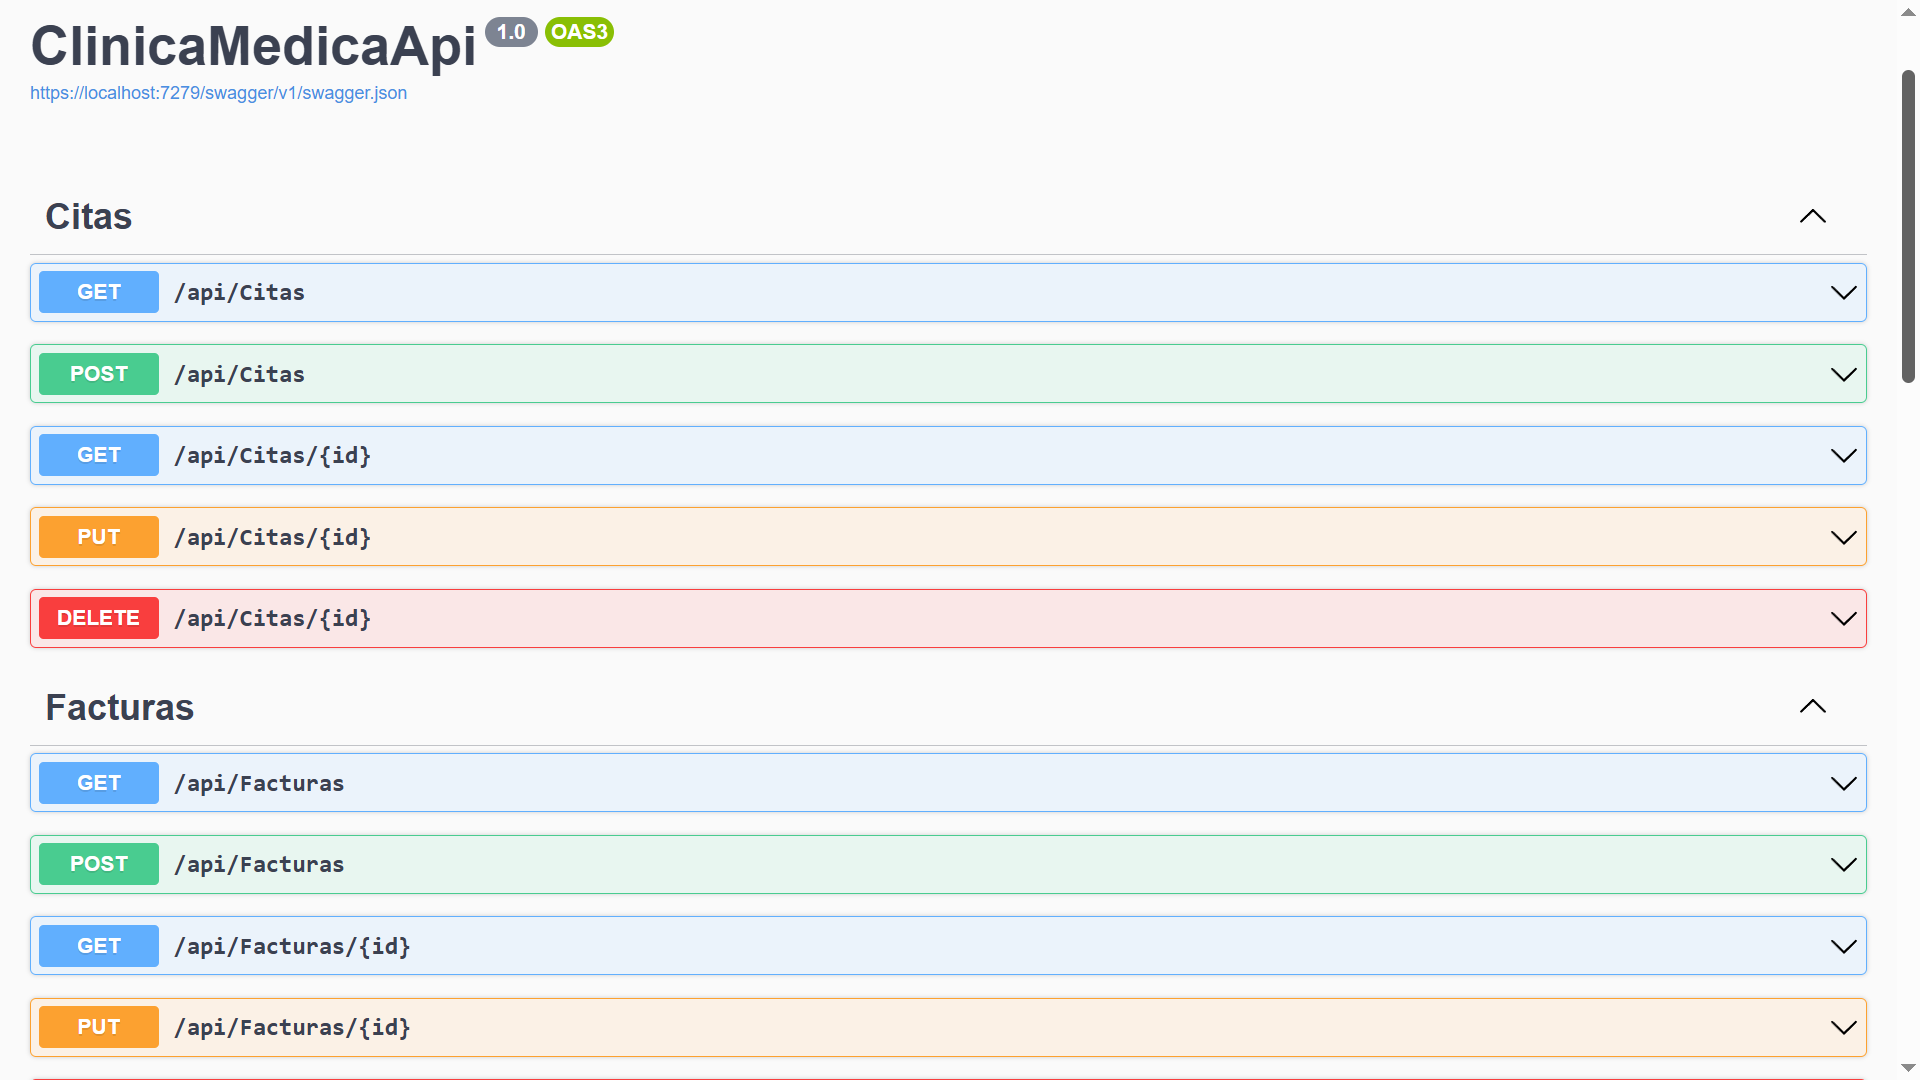 ClinicaMedicaApi 1.0 OAS3
https://localhost:7279/swagger/v1/swagger.json
Citas
GET /api/Citas
POST /api/Citas
GET /api/Citas/{id}
PUT /api/Citas/{id}
DELETE /api/Citas/{id}
Facturas
GET /api/Facturas
POST /api/Facturas
GET /api/Facturas/{id}
PUT /api/Facturas/{id}